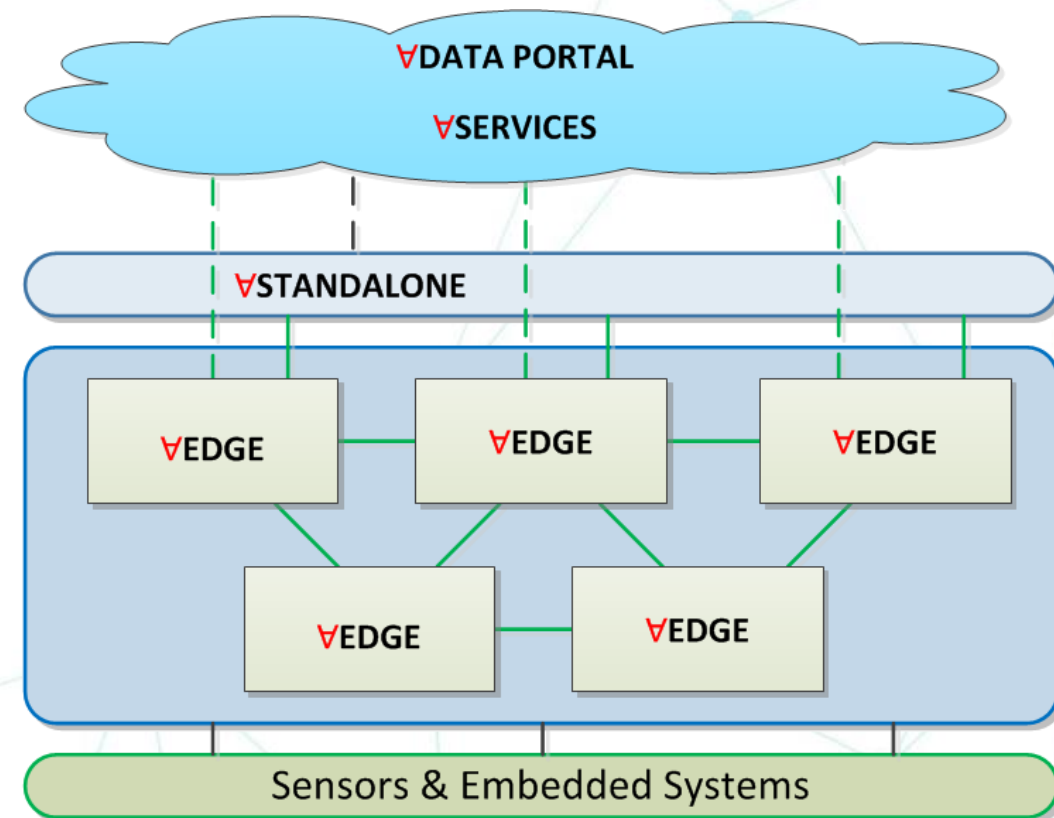 ∀DATA PORTAL
∀SERVICES
∀STANDALONE
∀EDGE
∀EDGE
∀EDGE
∀EDGE
∀EDGE
Sensors & Embedded Systems